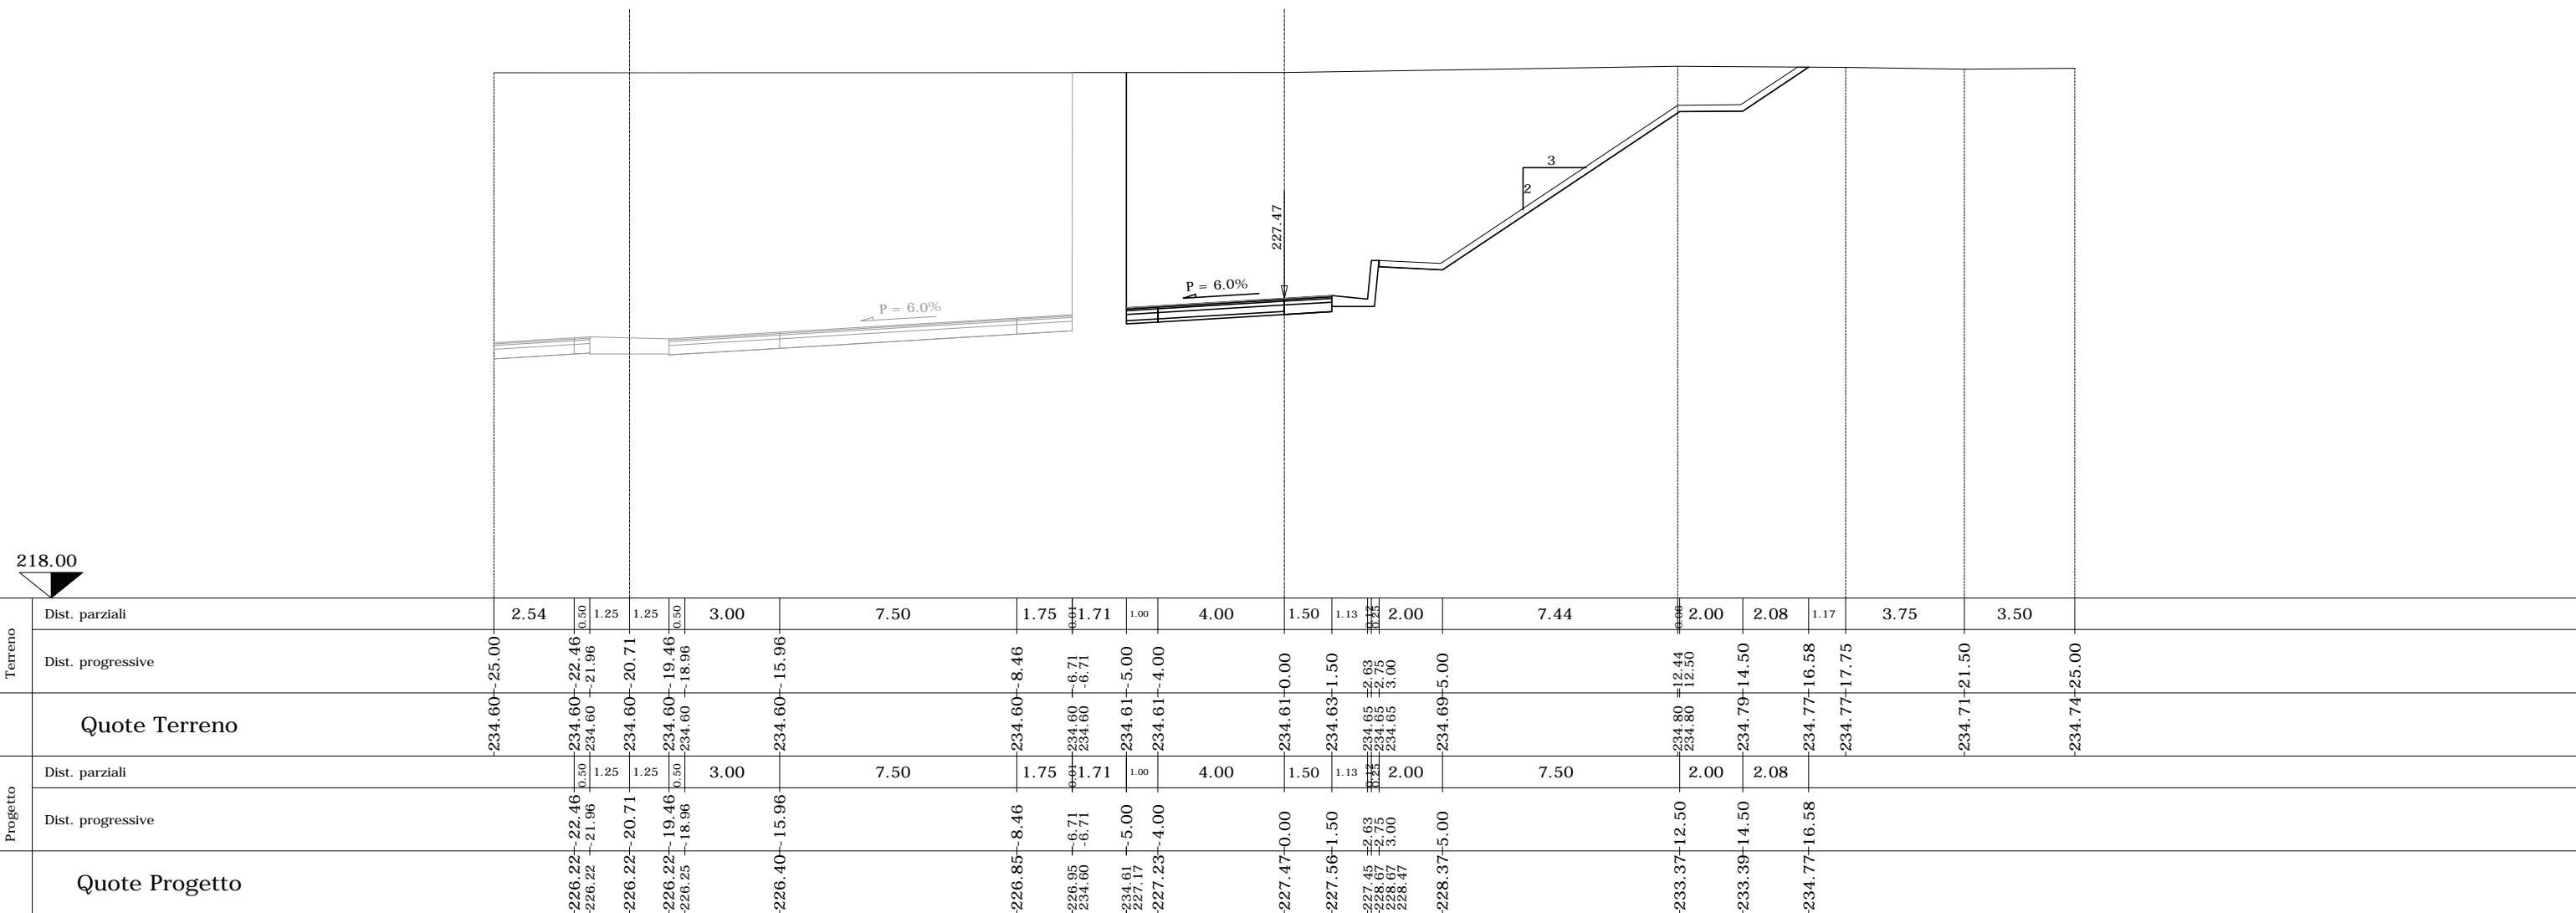 3
2
227.47
P = 6.0%
P = 6.0%
218.00
Terreno
Dist. parziali
2.54 0.50 1.25 1.25 0.50 3.00 7.50 1.75 0.01 1.71 1.00 4.00 1.50 1.13 0.12 0.25 2.00 7.44 0.06 2.00 2.08 1.17 3.75 3.50
Dist. progressive
-25.00 -22.46 -21.96 -20.71 -19.46 -18.96 -15.96 -8.46 -6.71 -6.71 -5.00 -4.00 0.00 1.50 2.63 2.75 3.00 5.00 12.44 12.50 14.50 16.58 17.75 21.50 25.00
Quote Terreno
234.60 234.60 234.60 234.60 234.60 234.60 234.60 234.60 234.60 234.60 234.61 234.61 234.61 234.63 234.65 234.65 234.65 234.69 234.80 234.80 234.79 234.77 234.77 234.71 234.74
Progetto
Dist. parziali
0.50 1.25 1.25 0.50 3.00 7.50 1.75 0.01 1.71 1.00 4.00 1.50 1.13 0.12 0.25 2.00 7.50 2.00 2.08
Dist. progressive
-22.46 -21.96 -20.71 -19.46 -18.96 -15.96 -8.46 -6.71 -6.71 -5.00 -4.00 0.00 1.50 2.63 2.75 3.00 5.00 12.50 14.50 16.58
Quote Progetto
226.22 226.22 226.22 226.22 226.25 226.40 226.85 226.95 234.60 234.61 227.17 227.23 227.47 227.56 227.45 228.67 228.67 228.47 228.37 233.37 233.39 234.77